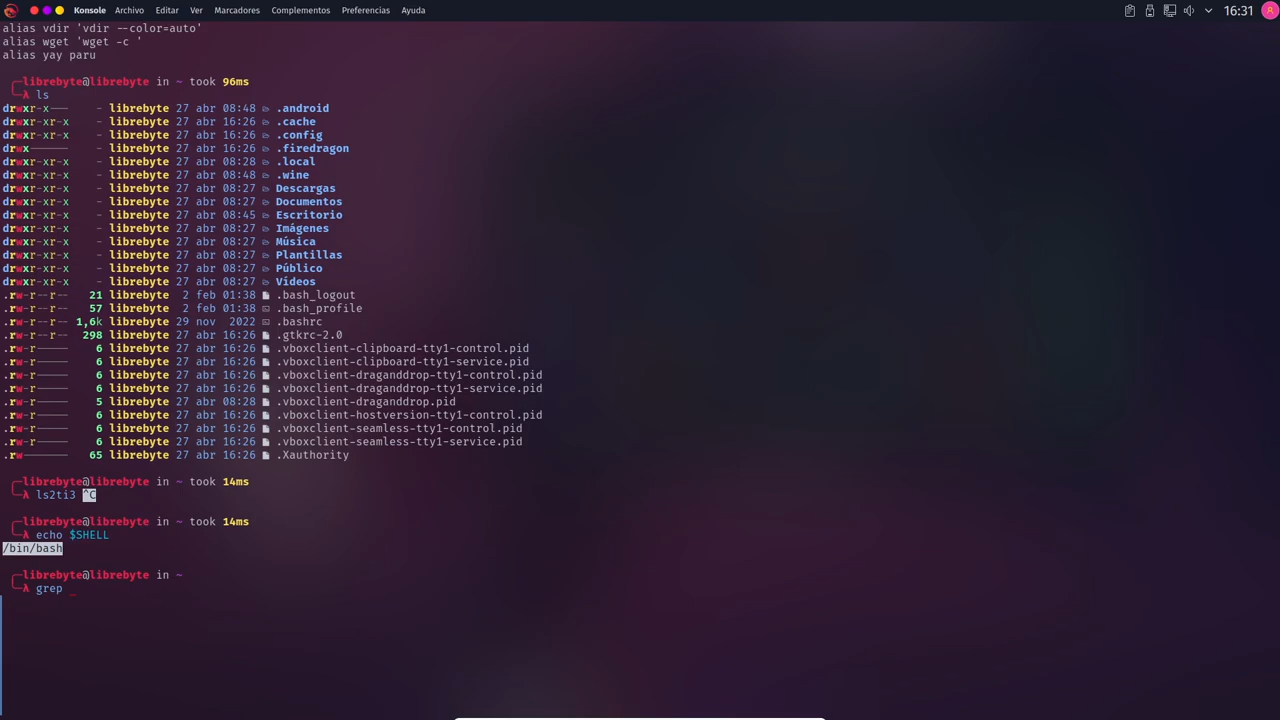 Konsole Archivo Editar Ver Marcadores Complementos Preferencias Ayuda 16:31
alias vdir 'vdir --color=auto'
alias wget 'wget -c '
alias yay paru
╭─librebyte@librebyte in ~ took 96ms
╰─λ ls
drwxr-x--- - librebyte 27 abr 08:48 .android
drwxr-xr-x - librebyte 27 abr 16:26 .cache
drwxr-xr-x - librebyte 27 abr 16:26 .config
drwx------ - librebyte 27 abr 16:26 .firedragon
drwxr-xr-x - librebyte 27 abr 08:28 .local
drwxr-xr-x - librebyte 27 abr 08:48 .wine
drwxr-xr-x - librebyte 27 abr 08:27 Descargas
drwxr-xr-x - librebyte 27 abr 08:27 Documentos
drwxr-xr-x - librebyte 27 abr 08:45 Escritorio
drwxr-xr-x - librebyte 27 abr 08:27 Imágenes
drwxr-xr-x - librebyte 27 abr 08:27 Música
drwxr-xr-x - librebyte 27 abr 08:27 Plantillas
drwxr-xr-x - librebyte 27 abr 08:27 Público
drwxr-xr-x - librebyte 27 abr 08:27 Vídeos
.rw-r--r-- 21 librebyte 2 feb 01:38 .bash_logout
.rw-r--r-- 57 librebyte 2 feb 01:38 .bash_profile
.rw-r--r-- 1,6k librebyte 29 nov 2022 .bashrc
.rw-r--r-- 298 librebyte 27 abr 16:26 .gtkrc-2.0
.rw-r----- 6 librebyte 27 abr 16:26 .vboxclient-clipboard-tty1-control.pid
.rw-r----- 6 librebyte 27 abr 16:26 .vboxclient-clipboard-tty1-service.pid
.rw-r----- 6 librebyte 27 abr 16:26 .vboxclient-draganddrop-tty1-control.pid
.rw-r----- 6 librebyte 27 abr 16:26 .vboxclient-draganddrop-tty1-service.pid
.rw-r----- 5 librebyte 27 abr 08:28 .vboxclient-draganddrop.pid
.rw-r----- 6 librebyte 27 abr 16:26 .vboxclient-hostversion-tty1-control.pid
.rw-r----- 6 librebyte 27 abr 16:26 .vboxclient-seamless-tty1-control.pid
.rw-r----- 6 librebyte 27 abr 16:26 .vboxclient-seamless-tty1-service.pid
.rw------- 65 librebyte 27 abr 16:26 .Xauthority
╭─librebyte@librebyte in ~ took 14ms
╰─λ ls2ti3 ^C
╭─librebyte@librebyte in ~ took 14ms
╰─λ echo $SHELL
/bin/bash
╭─librebyte@librebyte in ~
╰─λ grep _